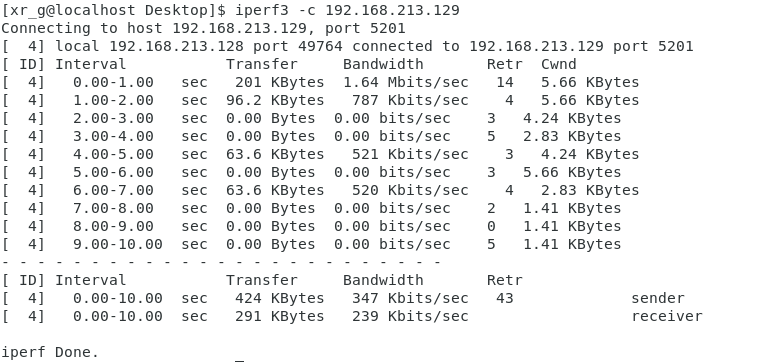 [xr_g@localhost Desktop]$ iperf3 -c 192.168.213.129
Connecting to host 192.168.213.129, port 5201
[  4] local 192.168.213.128 port 49764 connected to 192.168.213.129 port 5201
[ ID] Interval           Transfer     Bandwidth       Retr  Cwnd
[  4]   0.00-1.00   sec   201 KBytes  1.64 Mbits/sec   14   5.66 KBytes
[  4]   1.00-2.00   sec  96.2 KBytes   787 Kbits/sec    4   5.66 KBytes
[  4]   2.00-3.00   sec  0.00 Bytes  0.00 bits/sec    3   4.24 KBytes
[  4]   3.00-4.00   sec  0.00 Bytes  0.00 bits/sec    5   2.83 KBytes
[  4]   4.00-5.00   sec  63.6 KBytes   521 Kbits/sec    3   4.24 KBytes
[  4]   5.00-6.00   sec  0.00 Bytes  0.00 bits/sec    3   5.66 KBytes
[  4]   6.00-7.00   sec  63.6 KBytes   520 Kbits/sec    4   2.83 KBytes
[  4]   7.00-8.00   sec  0.00 Bytes  0.00 bits/sec    2   1.41 KBytes
[  4]   8.00-9.00   sec  0.00 Bytes  0.00 bits/sec    0   1.41 KBytes
[  4]   9.00-10.00  sec  0.00 Bytes  0.00 bits/sec    5   1.41 KBytes
- - - - - - - - - - - - - - - - - - - - - - - - -
[ ID] Interval           Transfer     Bandwidth       Retr
[  4]   0.00-10.00  sec   424 KBytes   347 Kbits/sec   43             sender
[  4]   0.00-10.00  sec   291 KBytes   239 Kbits/sec                  receiver
iperf Done.